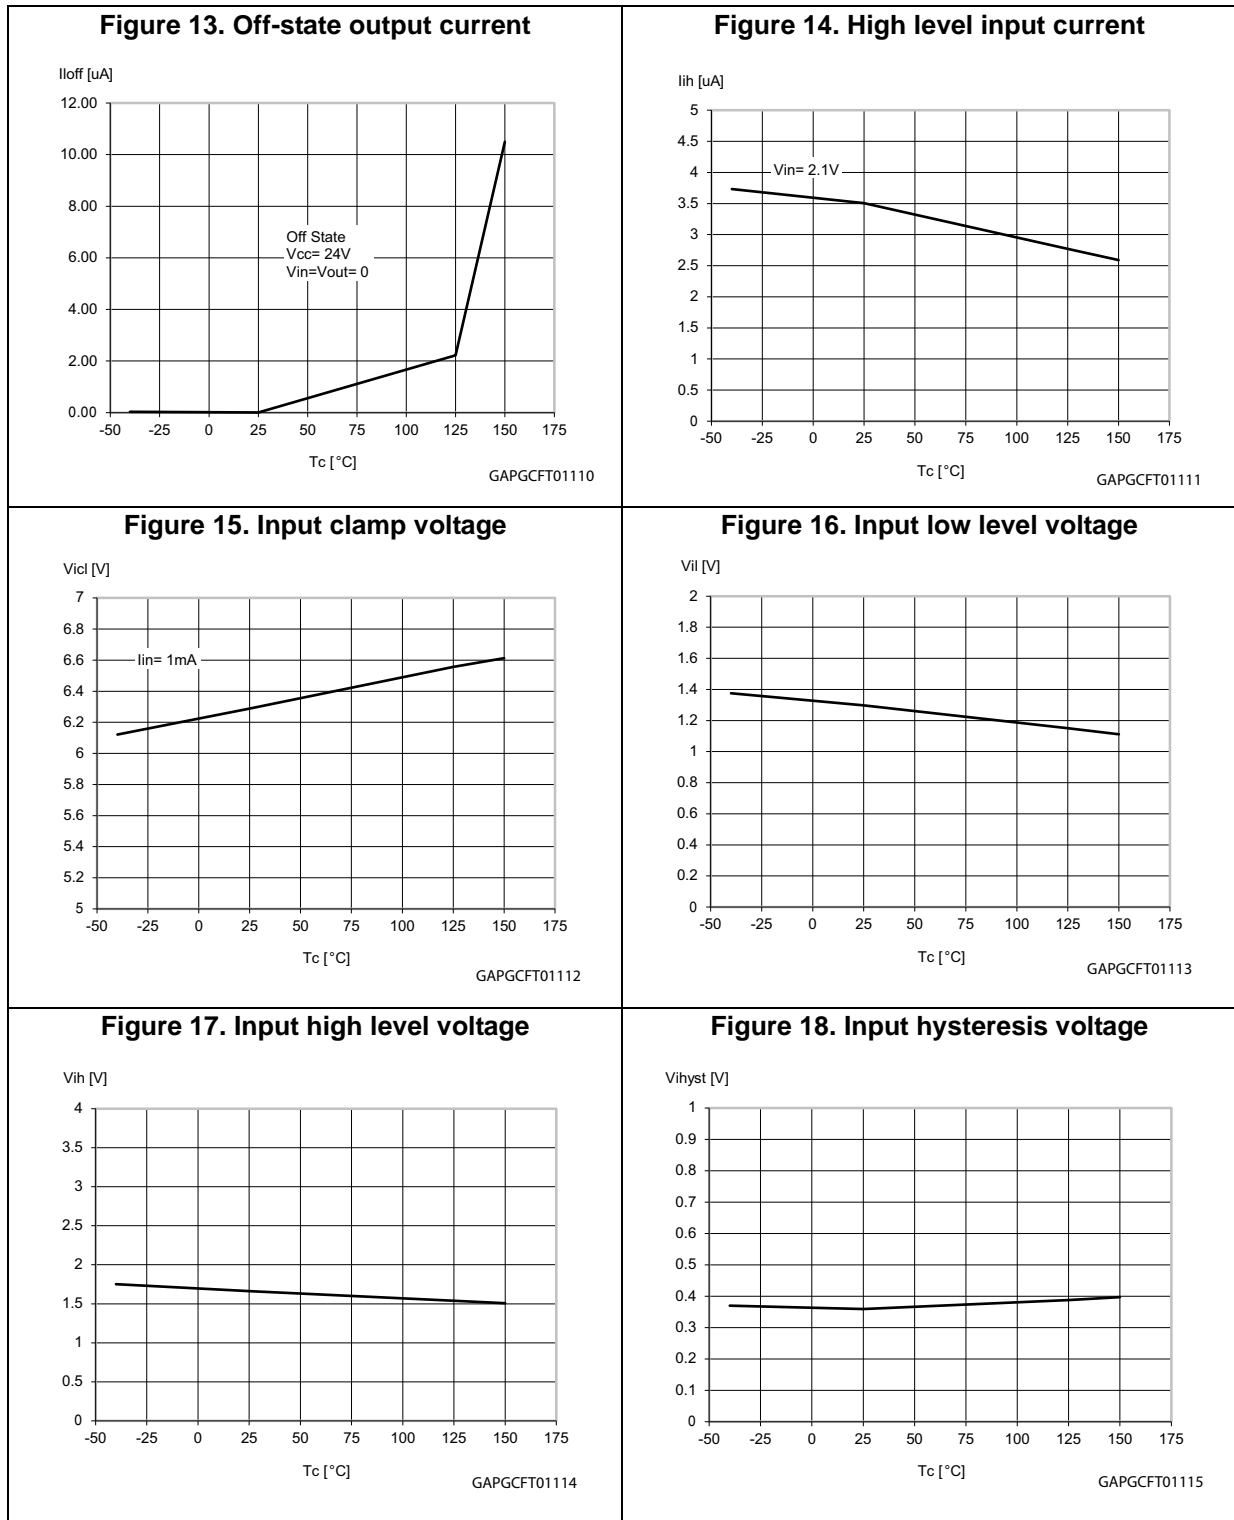 Figure 13. Off-state output current
Iloff [uA]
12.00
10.00
8.00
6.00
4.00
2.00
0.00
Off State
Vcc= 24V
Vin=Vout= 0
-50 -25 0 25 50 75 100 125 150 175
Tc [°C]
GAPGCFT01110
Figure 14. High level input current
Iih [uA]
5
4.5
4
3.5
3
2.5
2
1.5
1
0.5
0
Vin= 2.1V
-50 -25 0 25 50 75 100 125 150 175
Tc [°C]
GAPGCFT01111
Figure 15. Input clamp voltage
Vicl [V]
7
6.8
6.6
6.4
6.2
6
5.8
5.6
5.4
5.2
5
Iin= 1mA
-50 -25 0 25 50 75 100 125 150 175
Tc [°C]
GAPGCFT01112
Figure 16. Input low level voltage
Vil [V]
2
1.8
1.6
1.4
1.2
1
0.8
0.6
0.4
0.2
0
-50 -25 0 25 50 75 100 125 150 175
Tc [°C]
GAPGCFT01113
Figure 17. Input high level voltage
Vih [V]
4
3.5
3
2.5
2
1.5
1
0.5
0
-50 -25 0 25 50 75 100 125 150 175
Tc [°C]
GAPGCFT01114
Figure 18. Input hysteresis voltage
Vihyst [V]
1
0.9
0.8
0.7
0.6
0.5
0.4
0.3
0.2
0.1
0
-50 -25 0 25 50 75 100 125 150 175
Tc [°C]
GAPGCFT01115